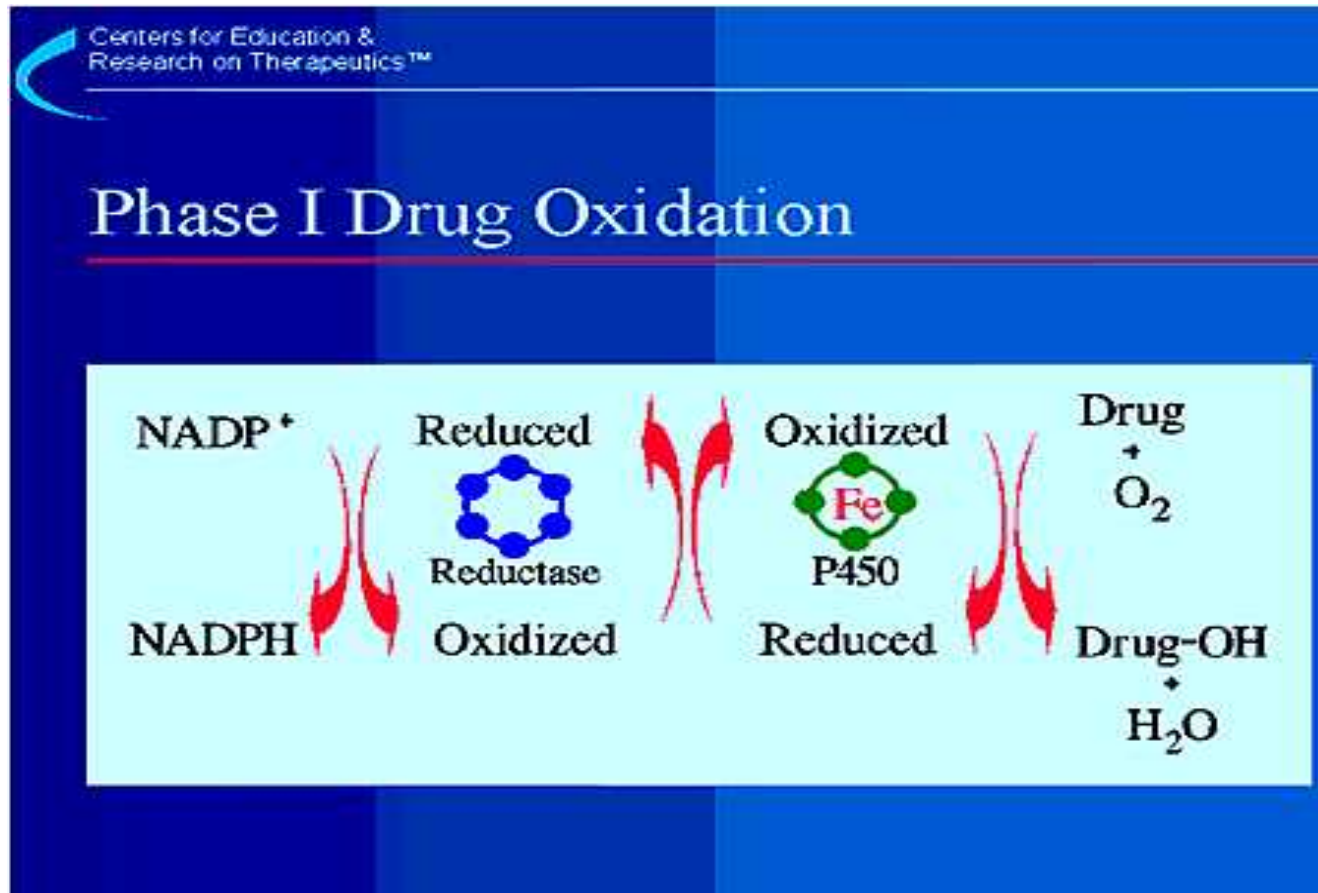 Centers for Education &
Research on Therapeutics™
Phase I Drug Oxidation
NADP+ Reduced Oxidized Drug
+
O2
Fe
Reductase P450
NADPH Oxidized Reduced Drug-OH
+
H2O